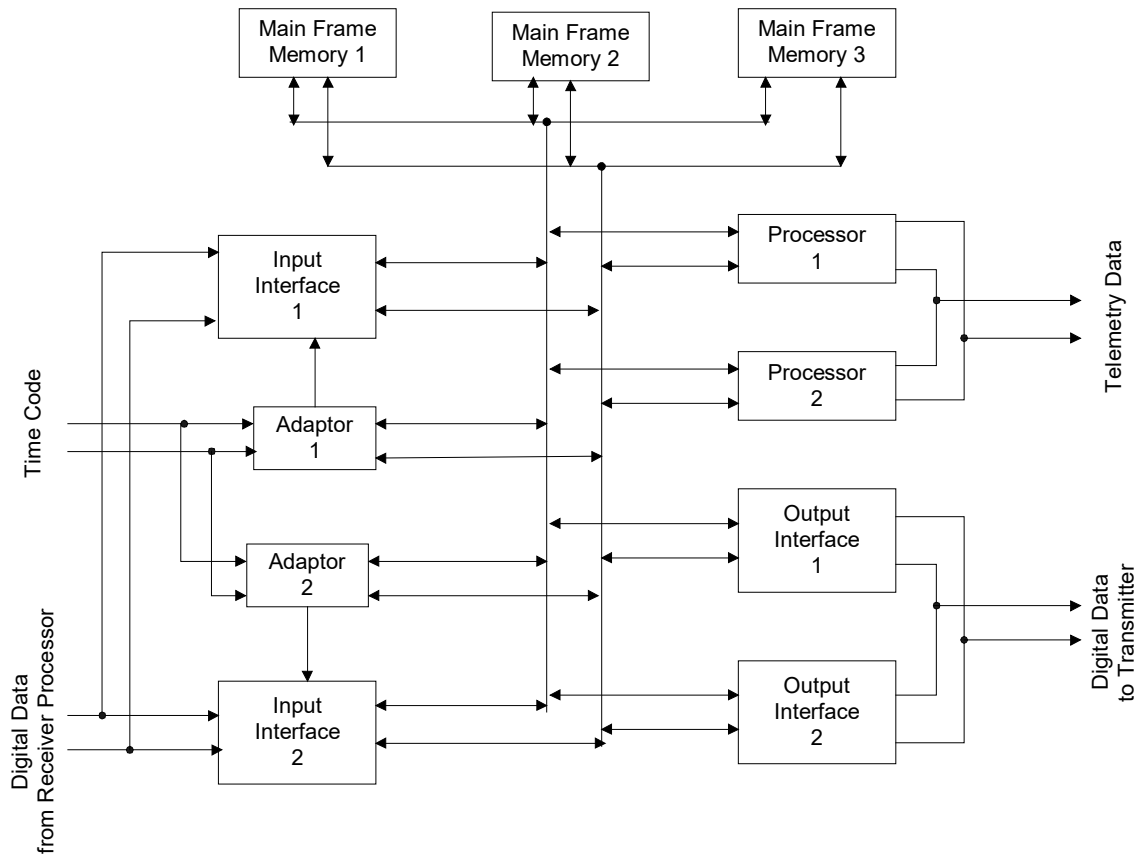 Main Frame
Memory 1
Main Frame
Memory 2
Main Frame
Memory 3
Input
Interface
1
Processor
1
Telemetry Data
Processor
2
Time Code
Adaptor
1
Adaptor
2
Output
Interface
1
Digital Data
to Transmitter
Digital Data
from Receiver Processor
Input
Interface
2
Output
Interface
2